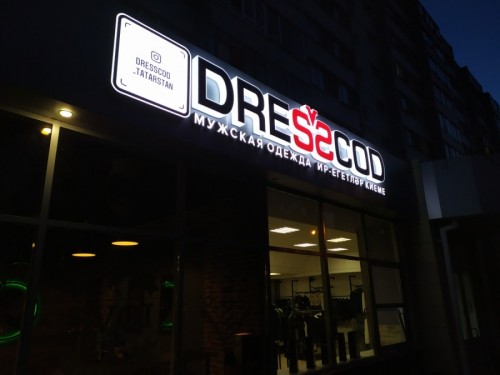 DRESSCOD
_TATARSTAN
DRESSCOD
МУЖСКАЯ ОДЕЖДА ИР-ЕГЕТЛӘР КИЕМЕ